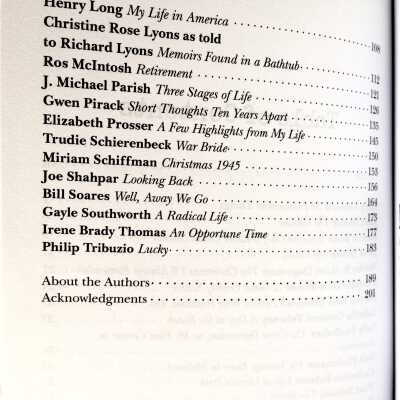 Henry Long My Life in America 108
Christine Rose Lyons as told
to Richard Lyons Memoirs Found in a Bathtub 112
Ros McIntosh Retirement 121
J. Michael Parish Three Stages of Life 126
Gwen Pirack Short Thoughts Ten Years Apart 135
Elizabeth Prosser A Few Highlights from My Life 145
Trudie Schierenbeck War Bride 150
Miriam Schiffman Christmas 1945 153
Joe Shahpar Looking Back 156
Bill Soares Well, Away We Go 164
Gayle Southworth A Radical Life 173
Irene Brady Thomas An Opportune Time 177
Philip Tribuzio Lucky 183
About the Authors 189
Acknowledgments 201